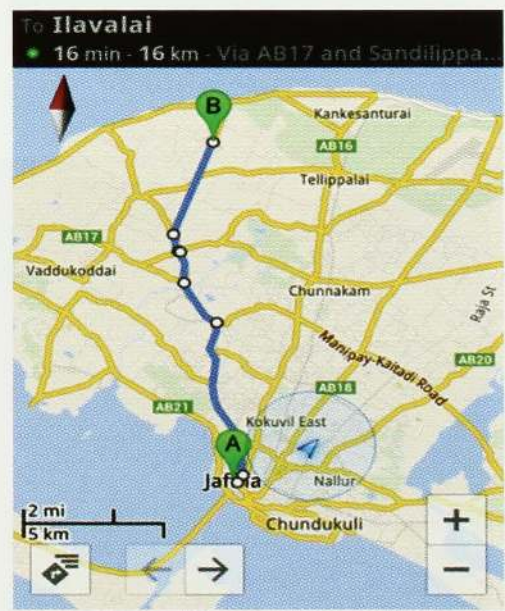 To Ilavalai
16 min - 16 km - Via AB17 and Sandilippa...
B
Kankesanturai
AB16
Tellippalai
AB17
Vaddukoddai
Chunnakam
Raja St
Manipay-Kaitadi Road
AB20
AB18
AB21
Kokuvil East
A
Jaffna
Nallur
2 mi
5 km
Chundukuli
+
−